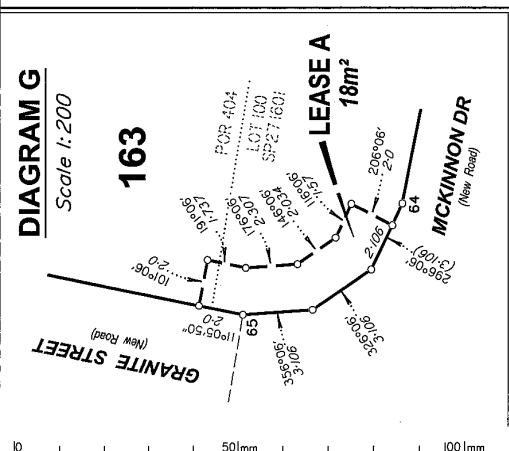 DIAGRAM G
Scale 1:200
163
POR 404
LOT 100
SP271601
LEASE A
18m²
101°06'
2·0
191°06'
1·737
176°06'
2·307
146°06'
2·034
116°06'
1·57
206°06'
2·0
MCKINNON DR
(New Road)
64
2·106
296°06'
(3·106)
326°06'
3·106
356°06'
3·106
65
11°05'50"
2·0
GRANITE STREET
(New Road)
0
50mm
100mm